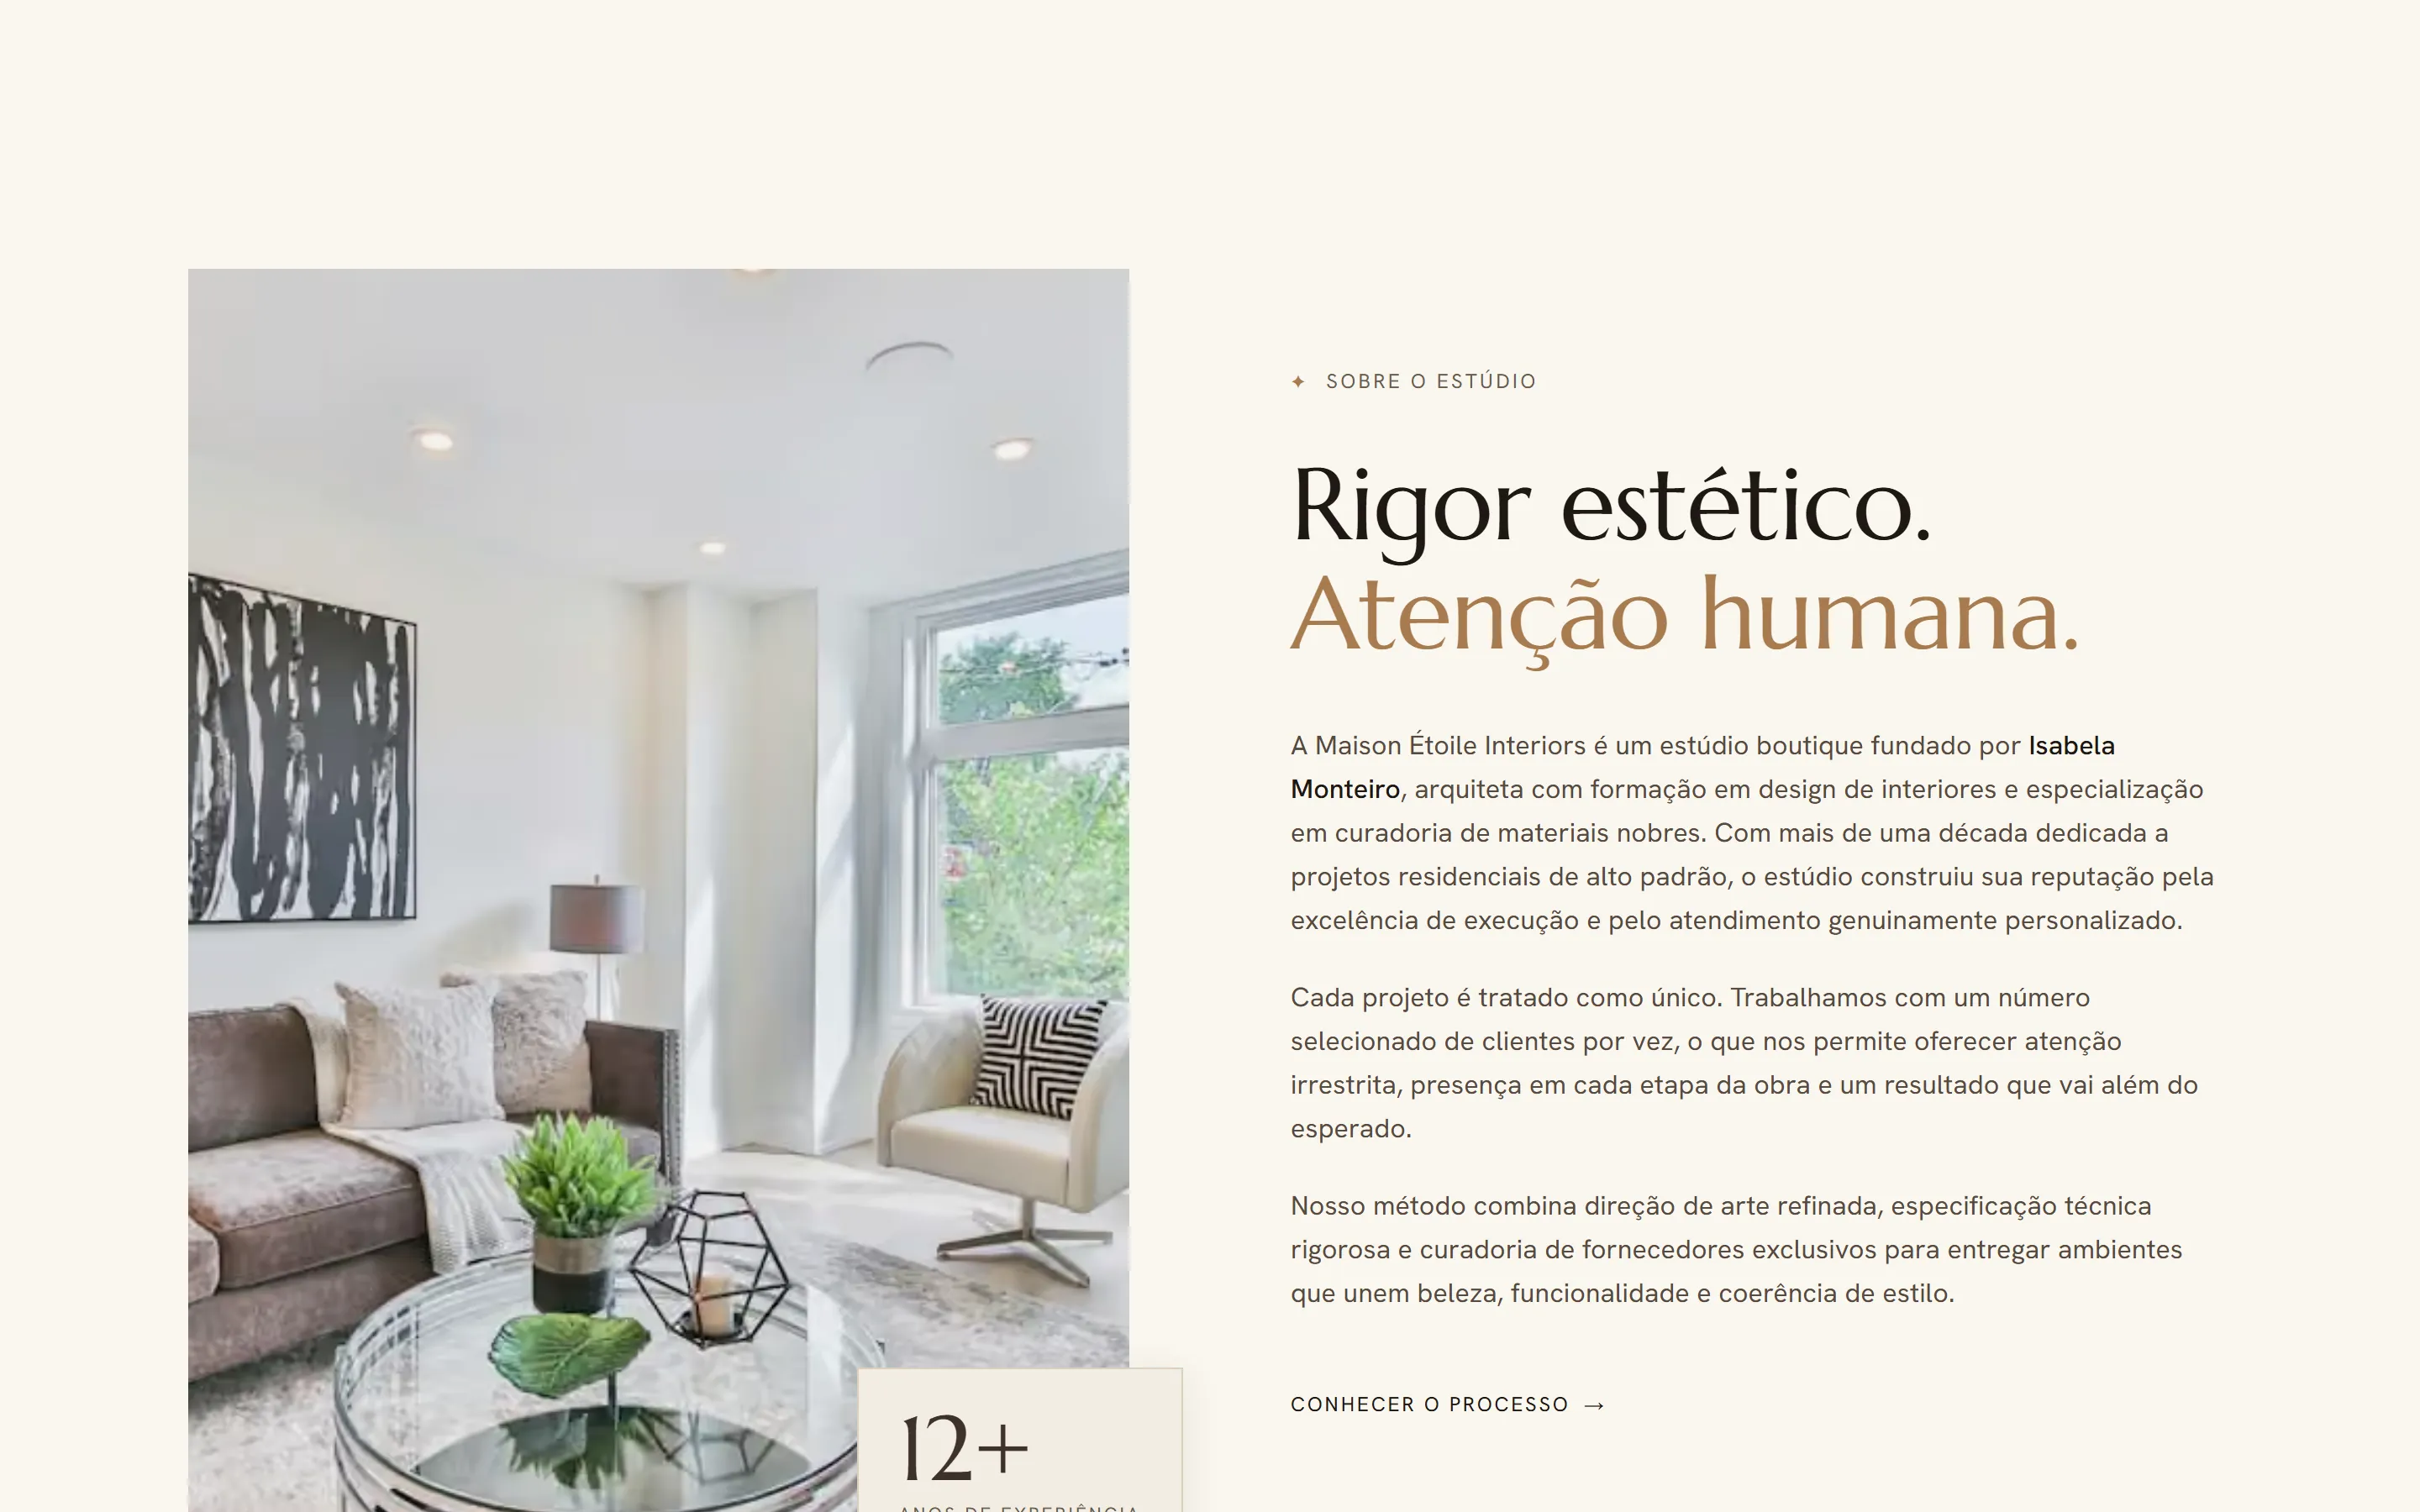 ✦ SOBRE O ESTÚDIO
Rigor estético.
Atenção humana.
A Maison Étoile Interiors é um estúdio boutique fundado por Isabela
Monteiro, arquiteta com formação em design de interiores e especialização
em curadoria de materiais nobres. Com mais de uma década dedicada a
projetos residenciais de alto padrão, o estúdio construiu sua reputação pela
excelência de execução e pelo atendimento genuinamente personalizado.
Cada projeto é tratado como único. Trabalhamos com um número
selecionado de clientes por vez, o que nos permite oferecer atenção
irrestrita, presença em cada etapa da obra e um resultado que vai além do
esperado.
Nosso método combina direção de arte refinada, especificação técnica
rigorosa e curadoria de fornecedores exclusivos para entregar ambientes
que unem beleza, funcionalidade e coerência de estilo.
CONHECER O PROCESSO →
12+
ANOS DE EXPERIÊNCIA